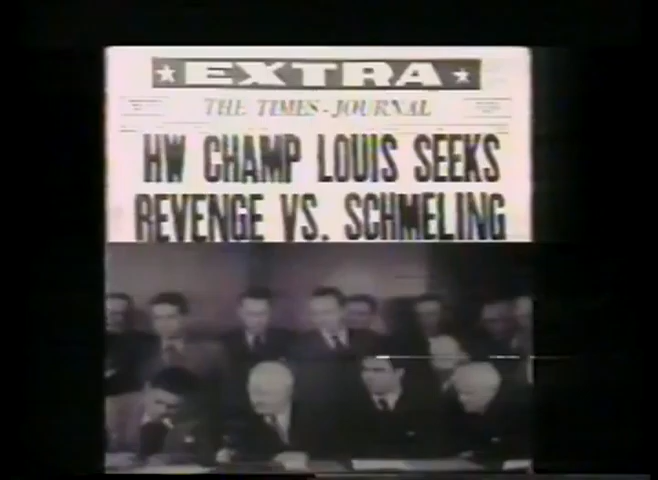 EXTRA
THE TIMES-JOURNAL
HW CHAMP LOUIS SEEKS
REVENGE VS. SCHMELING